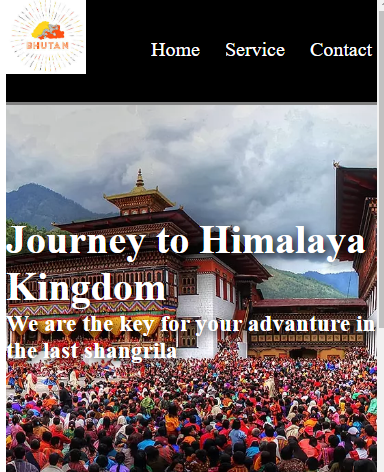 BHUTAN
Home Service Contact
Journey to Himalaya
Kingdom
We are the key for your advanture in
the last shangrila